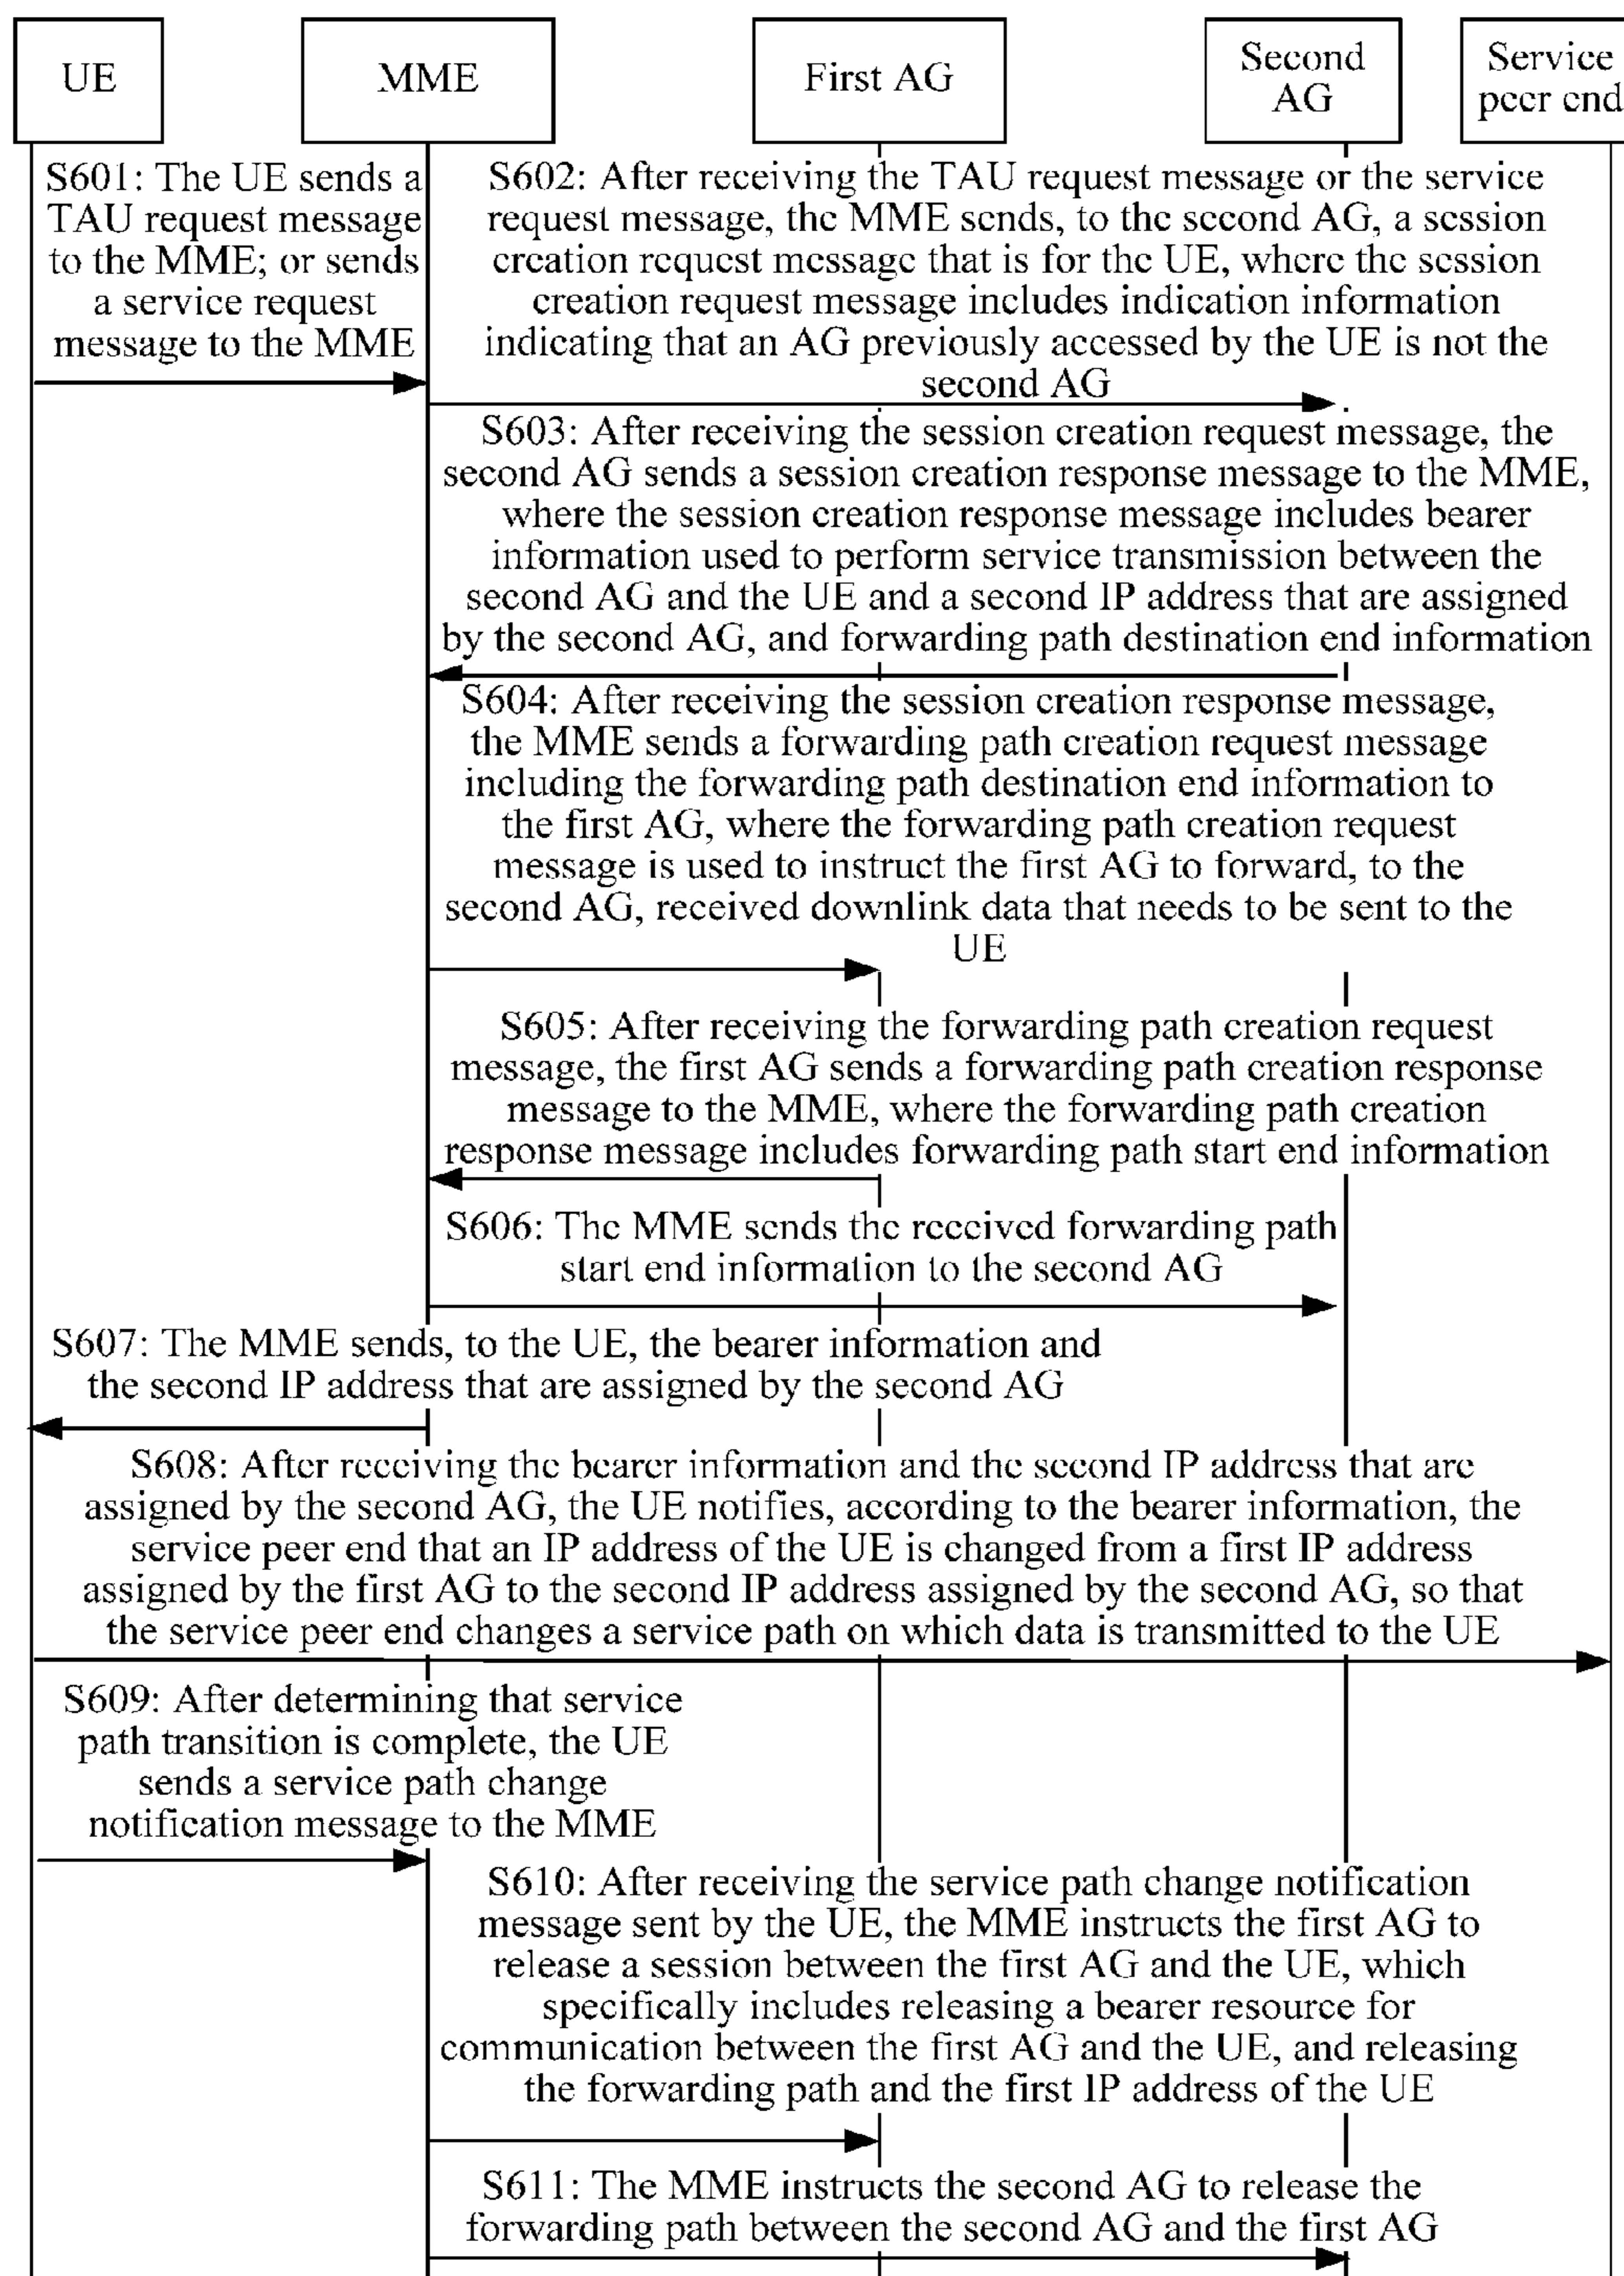 UE
MME
First AG
Second
AG
Service
peer end
S601: The UE sends a
TAU request message
to the MME; or sends
a service request
message to the MME
S602: After receiving the TAU request message or the service
request message, the MME sends, to the second AG, a session
creation request message that is for the UE, where the session
creation request message includes indication information
indicating that an AG previously accessed by the UE is not the
second AG
S603: After receiving the session creation request message, the
second AG sends a session creation response message to the MME,
where the session creation response message includes bearer
information used to perform service transmission between the
second AG and the UE and a second IP address that are assigned
by the second AG, and forwarding path destination end information
S604: After receiving the session creation response message,
the MME sends a forwarding path creation request message
including the forwarding path destination end information to
the first AG, where the forwarding path creation request
message is used to instruct the first AG to forward, to the
second AG, received downlink data that needs to be sent to the
UE
S605: After receiving the forwarding path creation request
message, the first AG sends a forwarding path creation response
message to the MME, where the forwarding path creation
response message includes forwarding path start end information
S606: The MME sends the received forwarding path
start end information to the second AG
S607: The MME sends, to the UE, the bearer information and
the second IP address that are assigned by the second AG
S608: After receiving the bearer information and the second IP address that are
assigned by the second AG, the UE notifies, according to the bearer information, the
service peer end that an IP address of the UE is changed from a first IP address
assigned by the first AG to the second IP address assigned by the second AG, so that
the service peer end changes a service path on which data is transmitted to the UE
S609: After determining that service
path transition is complete, the UE
sends a service path change
notification message to the MME
S610: After receiving the service path change notification
message sent by the UE, the MME instructs the first AG to
release a session between the first AG and the UE, which
specifically includes releasing a bearer resource for
communication between the first AG and the UE, and releasing
the forwarding path and the first IP address of the UE
S611: The MME instructs the second AG to release the
forwarding path between the second AG and the first AG